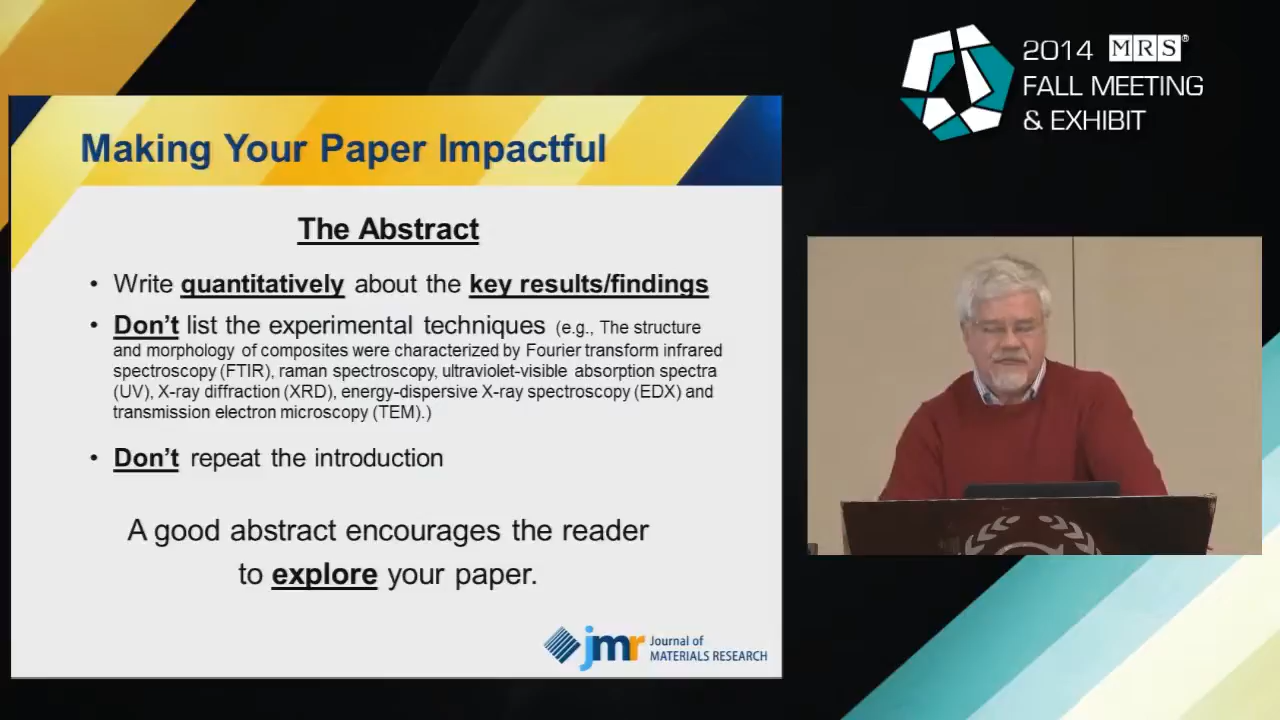 Making Your Paper Impactful
The Abstract
• Write quantitatively about the key results/findings
• Don't list the experimental techniques (e.g., The structure
and morphology of composites were characterized by Fourier transform infrared
spectroscopy (FTIR), raman spectroscopy, ultraviolet-visible absorption spectra
(UV), X-ray diffraction (XRD), energy-dispersive X-ray spectroscopy (EDX) and
transmission electron microscopy (TEM).)
• Don't repeat the introduction
A good abstract encourages the reader
to explore your paper.
jmr Journal of
MATERIALS RESEARCH
2014 MRS®
FALL MEETING
& EXHIBIT